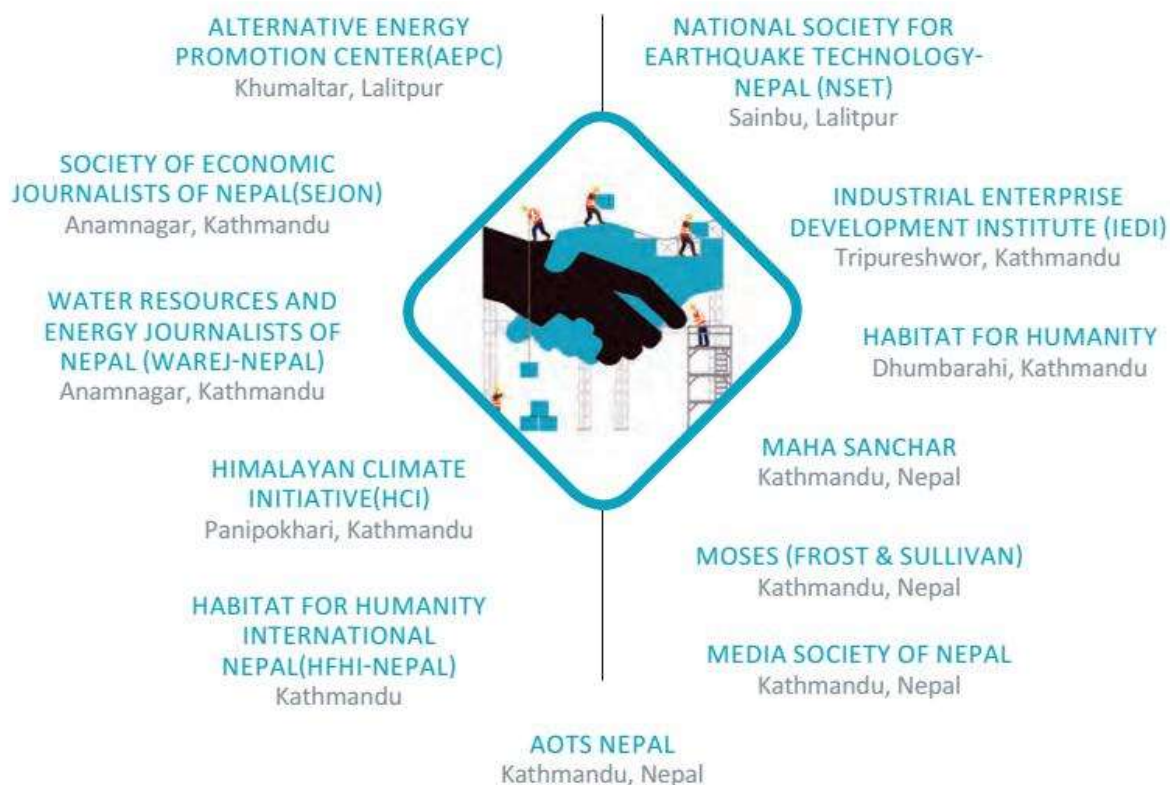 ALTERNATIVE ENERGY
PROMOTION CENTER(AEPC)
Khumaltar, Lalitpur
SOCIETY OF ECONOMIC
JOURNALISTS OF NEPAL(SEJON)
Anamnagar, Kathmandu
WATER RESOURCES AND
ENERGY JOURNALISTS OF
NEPAL (WAREJ-NEPAL)
Anamnagar, Kathmandu
HIMALAYAN CLIMATE
INITIATIVE(HCI)
Panipokhari, Kathmandu
HABITAT FOR HUMANITY
INTERNATIONAL
NEPAL(HFHI-NEPAL)
Kathmandu
NATIONAL SOCIETY FOR
EARTHQUAKE TECHNOLOGY-
NEPAL (NSET)
Sainbu, Lalitpur
INDUSTRIAL ENTERPRISE
DEVELOPMENT INSTITUTE (IEDI)
Tripureshwor, Kathmandu
HABITAT FOR HUMANITY
Dhumbarahi, Kathmandu
MAHA SANCHAR
Kathmandu, Nepal
MOSES (FROST & SULLIVAN)
Kathmandu, Nepal
MEDIA SOCIETY OF NEPAL
Kathmandu, Nepal
AOTS NEPAL
Kathmandu, Nepal